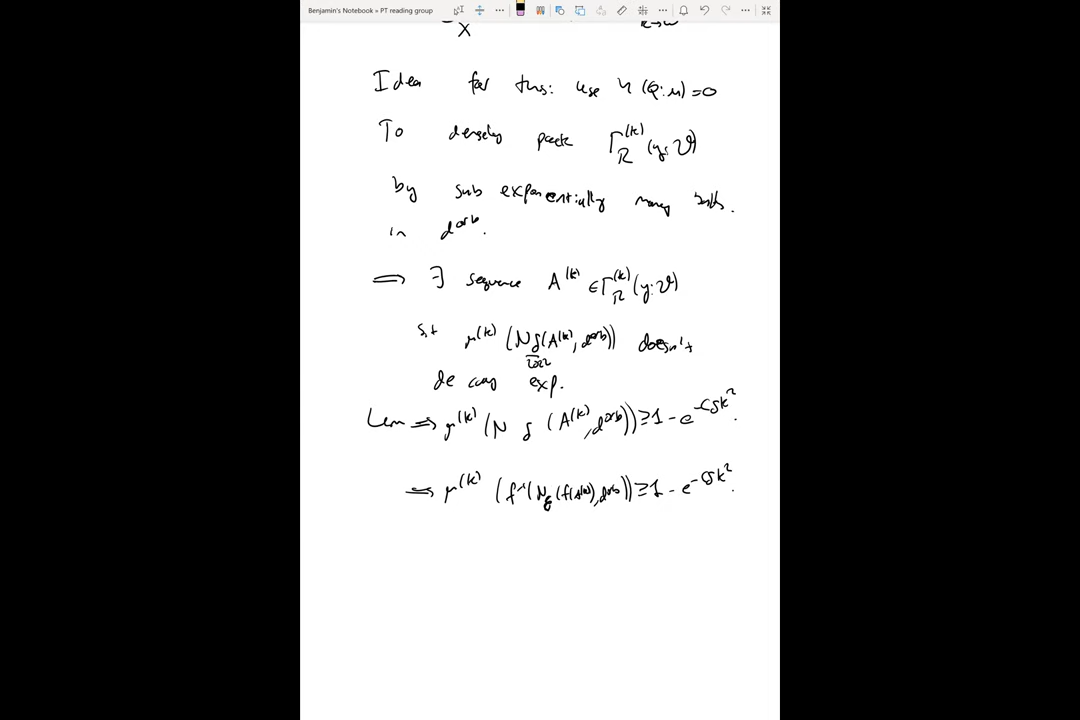 Benjamin's Notebook » PT reading group
X
Idea for this: use h (Q:M)=0
To densely pack Γ_R^(k) (y:ϑ)
by sub exponentially many balls.
in d^orb.
⟹ ∃ sequence A^(k) ∈ Γ_R^(k) (y:ϑ)
s.t μ^(k) (N_δ(A^(k), d^orb)) doesn't
decay exp.
Lem ⟹ μ^(k) (N_δ (A^(k), d^orb)) ≥ 1 - e^{-Cδk²}.
⟹ μ^(k) (f^{-1}(N_ε(f(A^(k)), d^orb)) ≥ 1 - e^{-Cδk²}.